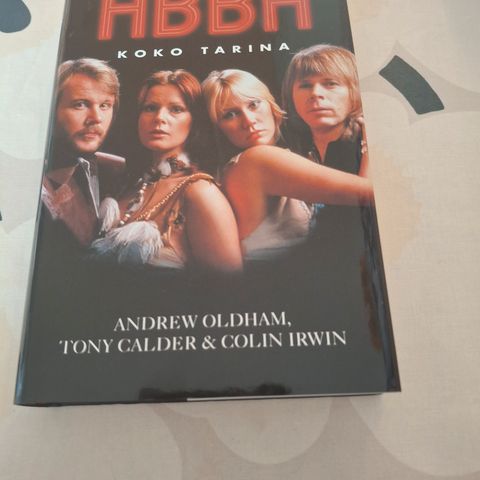 ABBA
KOKO TARINA
ANDREW OLDHAM,
TONY CALDER & COLIN IRWIN